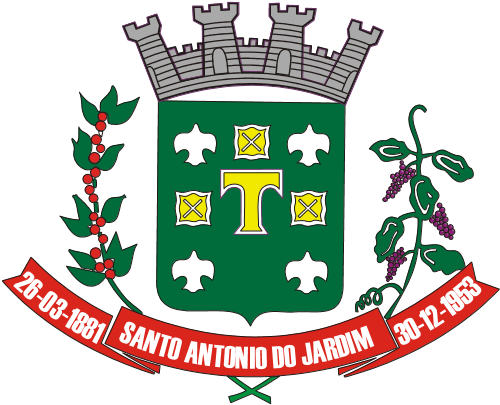 T
26-03-1881
SANTO ANTONIO DO JARDIM
30-12-1953